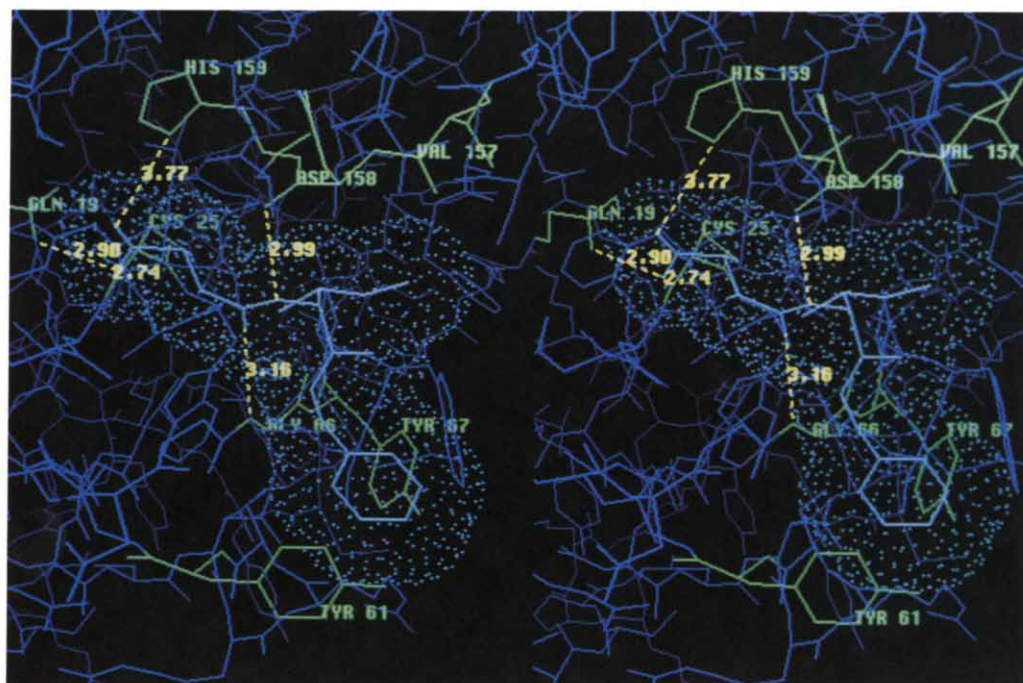 HIS 159
VAL 157
3.77
ASP 158
GLN 19
CYS 25
2.90
2.74
2.99
3.16
GLY 66
TYR 67
TYR 61
HIS 159
VAL 157
3.77
ASP 158
GLN 19
CYS 25
2.90
2.74
2.99
3.16
GLY 66
TYR 67
TYR 61